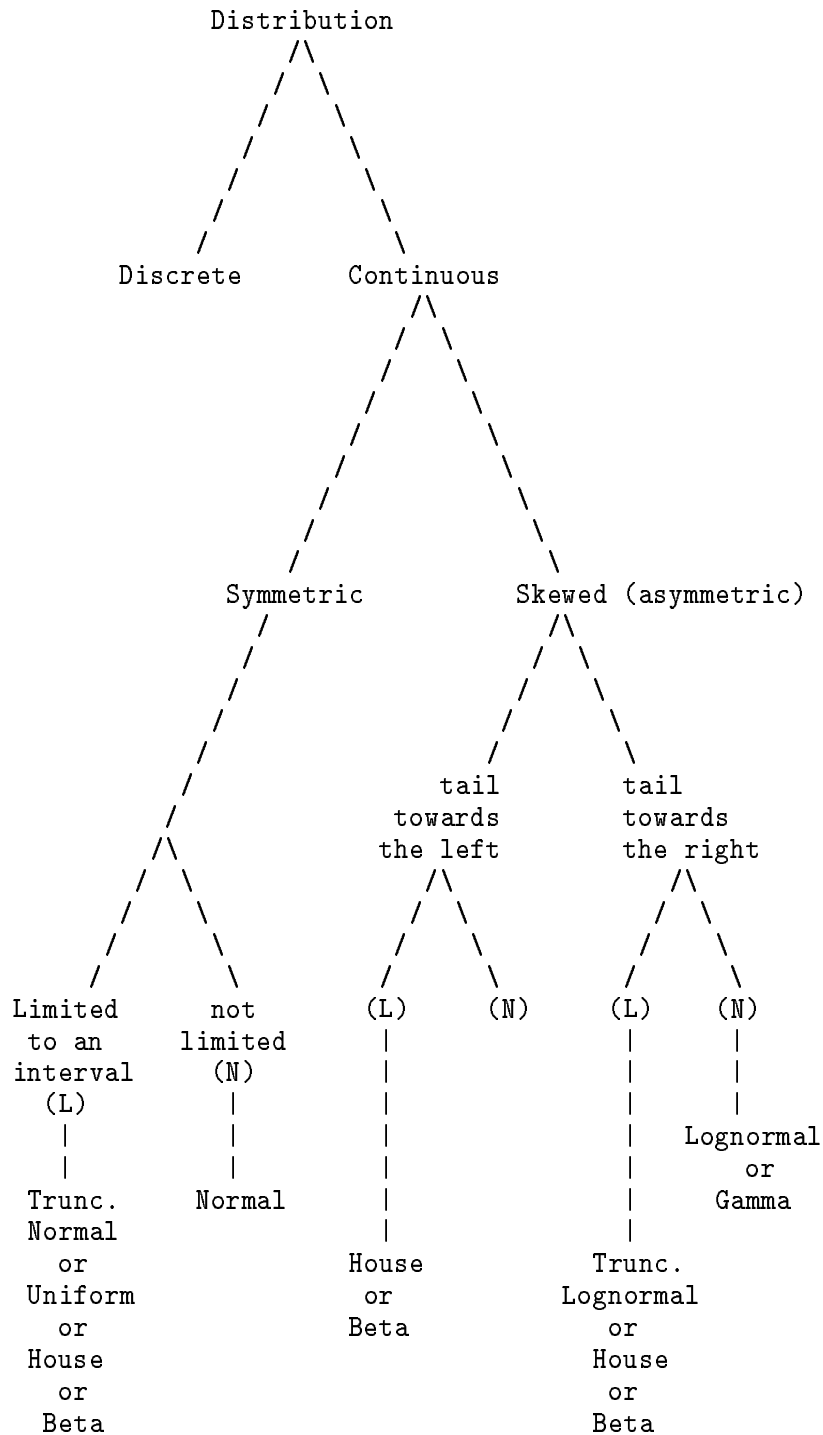 Distribution
Discrete
Continuous
Symmetric
Skewed (asymmetric)
tail
towards
the left
tail
towards
the right
Limited
to an
interval
(L)
not
limited
(N)
(L)
(N)
(L)
(N)
Trunc.
Normal
or
Uniform
or
House
or
Beta
Normal
House
or
Beta
Trunc.
Lognormal
or
House
or
Beta
Lognormal
or
Gamma